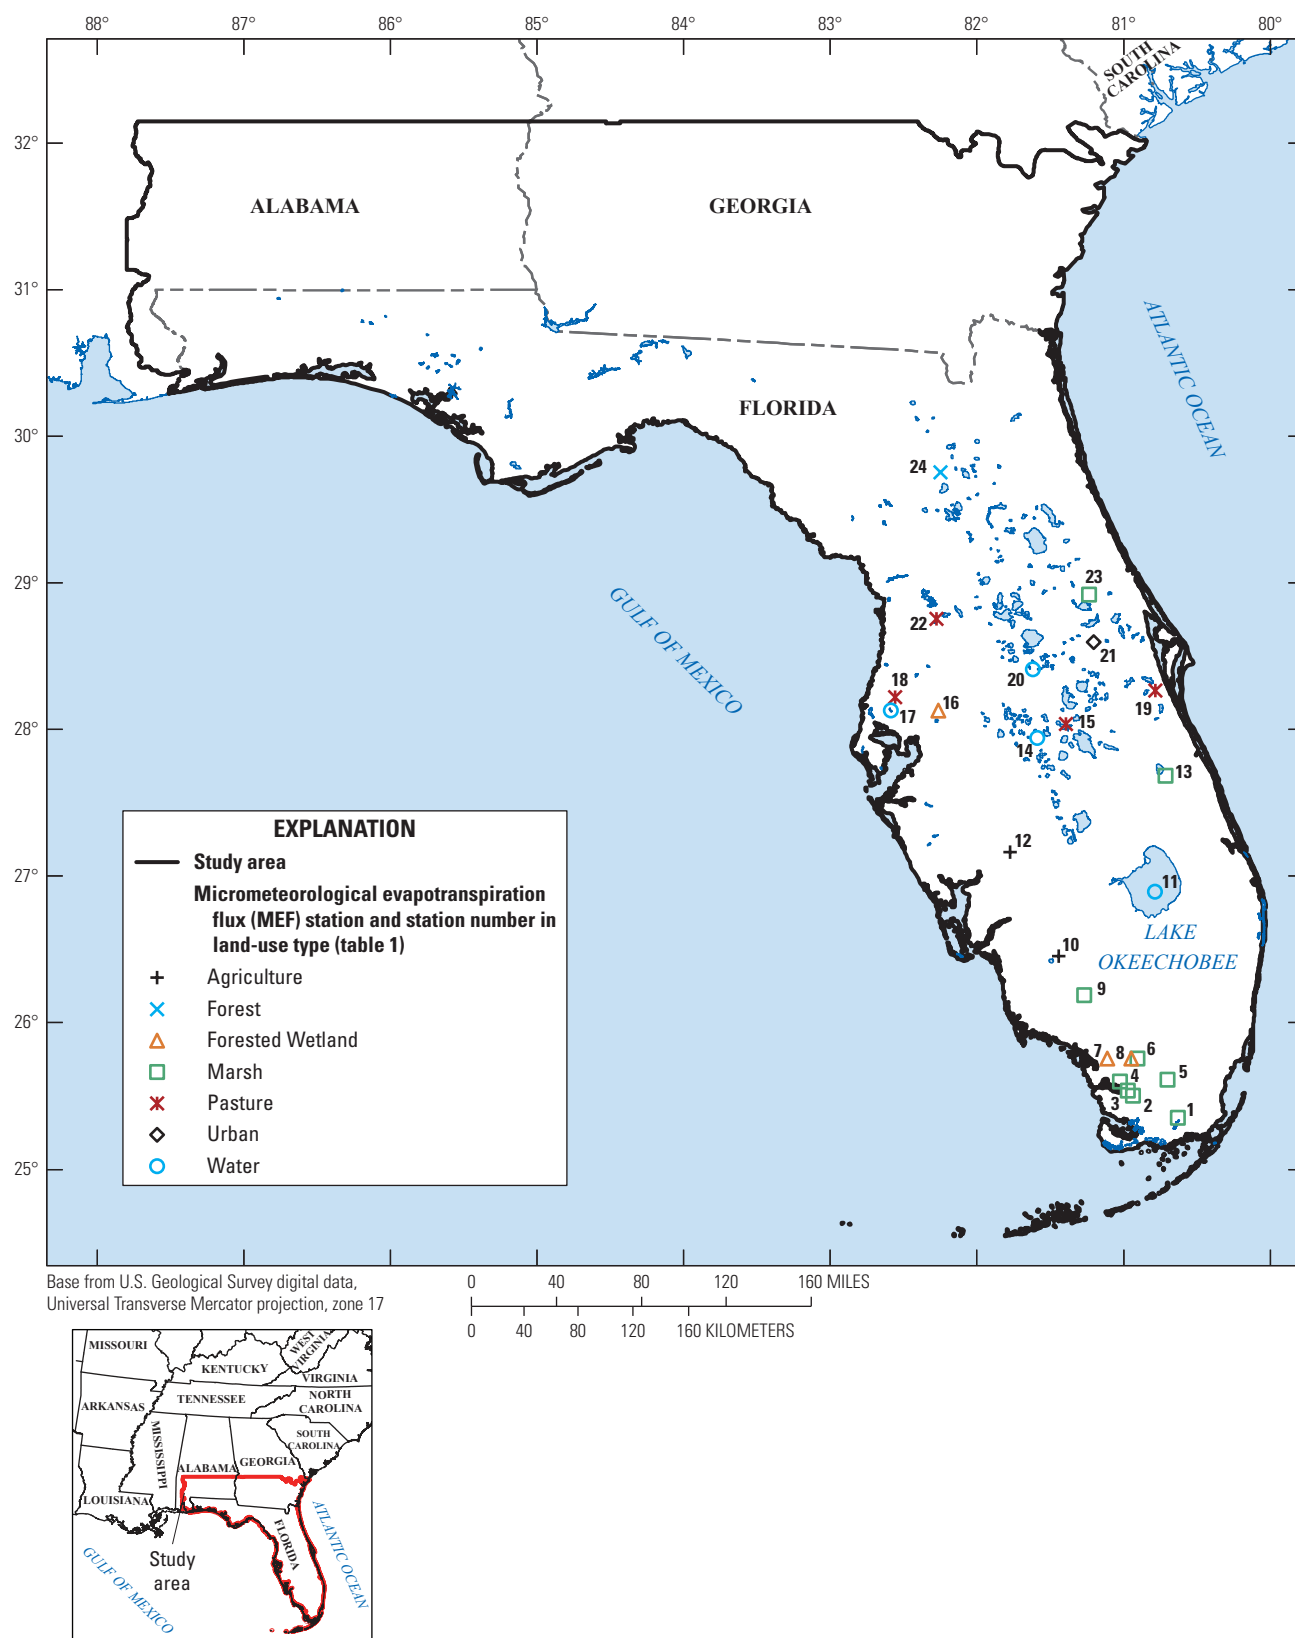 88° 87° 86° 85° 84° 83° 82° 81° 80°
SOUTH
CAROLINA
32°
ALABAMA
GEORGIA
31°
ATLANTIC OCEAN
FLORIDA
30°
24
29°
23
GULF OF MEXICO
22
21
20
18
19
17
16
15
28°
14
13
12
27°
11
LAKE
OKEECHOBEE
10
9
26°
7
8
6
5
4
3
2
1
25°
EXPLANATION
Study area
Micrometeorological evapotranspiration
flux (MEF) station and station number in
land-use type (table 1)
Agriculture
Forest
Forested Wetland
Marsh
Pasture
Urban
Water
Base from U.S. Geological Survey digital data,
Universal Transverse Mercator projection, zone 17
0 40 80 120 160 MILES
0 40 80 120 160 KILOMETERS
MISSOURI
WEST
VIRGINIA
KENTUCKY
VIRGINIA
TENNESSEE
NORTH
CAROLINA
ARKANSAS
SOUTH
CAROLINA
MISSISSIPPI
ALABAMA
GEORGIA
LOUISIANA
FLORIDA
ATLANTIC OCEAN
GULF OF MEXICO
Study
area